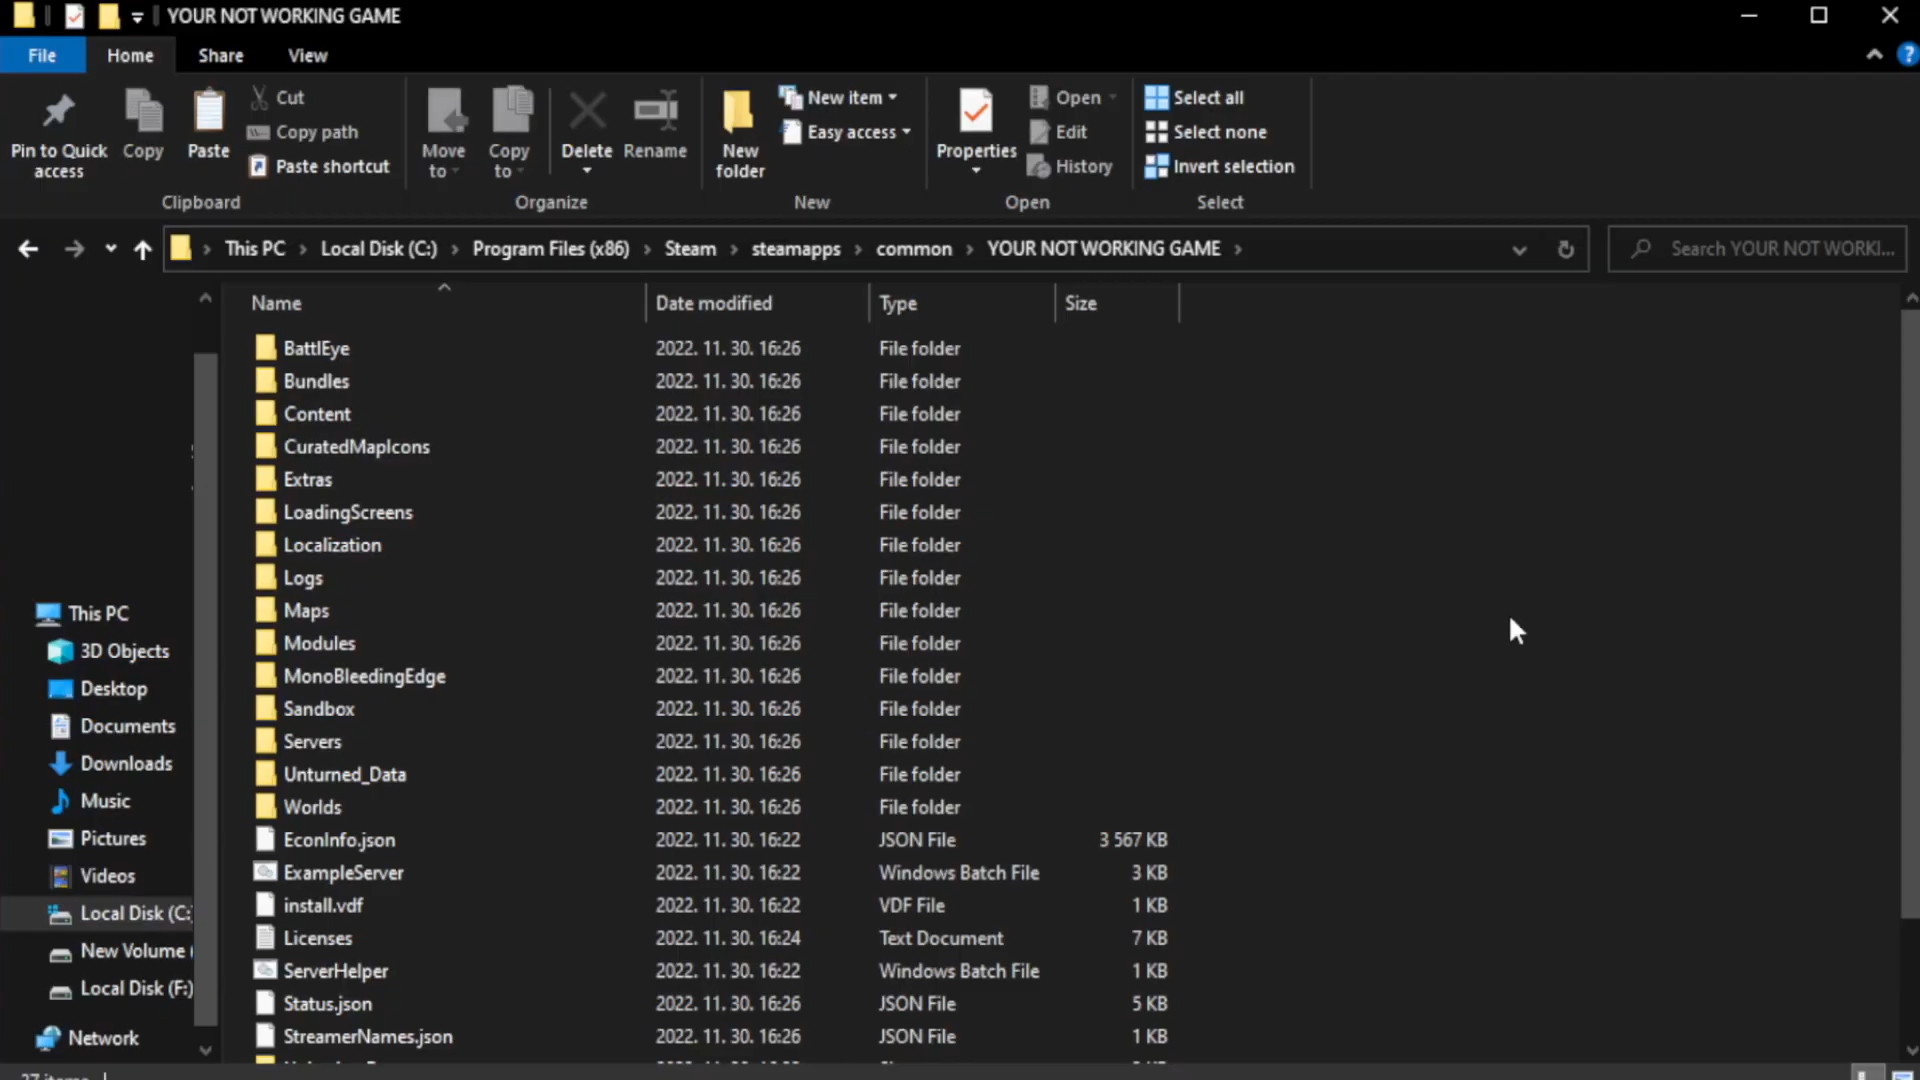 YOUR NOT WORKING GAME
File Home Share View
Pin to Quick access
Copy
Paste
Cut
Copy path
Paste shortcut
Clipboard
Move to
Copy to
Delete
Rename
Organize
New folder
New item
Easy access
New
Properties
Open
Edit
History
Open
Select all
Select none
Invert selection
Select
This PC Local Disk (C:) Program Files (x86) Steam steamapps common YOUR NOT WORKING GAME
Search YOUR NOT WORKI...
Name Date modified Type Size
BattlEye 2022. 11. 30. 16:26 File folder
Bundles 2022. 11. 30. 16:26 File folder
Content 2022. 11. 30. 16:26 File folder
CuratedMapIcons 2022. 11. 30. 16:26 File folder
Extras 2022. 11. 30. 16:26 File folder
LoadingScreens 2022. 11. 30. 16:26 File folder
Localization 2022. 11. 30. 16:26 File folder
Logs 2022. 11. 30. 16:26 File folder
Maps 2022. 11. 30. 16:26 File folder
Modules 2022. 11. 30. 16:26 File folder
MonoBleedingEdge 2022. 11. 30. 16:26 File folder
Sandbox 2022. 11. 30. 16:26 File folder
Servers 2022. 11. 30. 16:26 File folder
Unturned_Data 2022. 11. 30. 16:26 File folder
Worlds 2022. 11. 30. 16:26 File folder
EconInfo.json 2022. 11. 30. 16:22 JSON File 3 567 KB
ExampleServer 2022. 11. 30. 16:22 Windows Batch File 3 KB
install.vdf 2022. 11. 30. 16:22 VDF File 1 KB
Licenses 2022. 11. 30. 16:24 Text Document 7 KB
ServerHelper 2022. 11. 30. 16:22 Windows Batch File 1 KB
Status.json 2022. 11. 30. 16:26 JSON File 5 KB
StreamerNames.json 2022. 11. 30. 16:26 JSON File 1 KB
This PC
3D Objects
Desktop
Documents
Downloads
Music
Pictures
Videos
Local Disk (C:)
New Volume (
Local Disk (F:)
Network